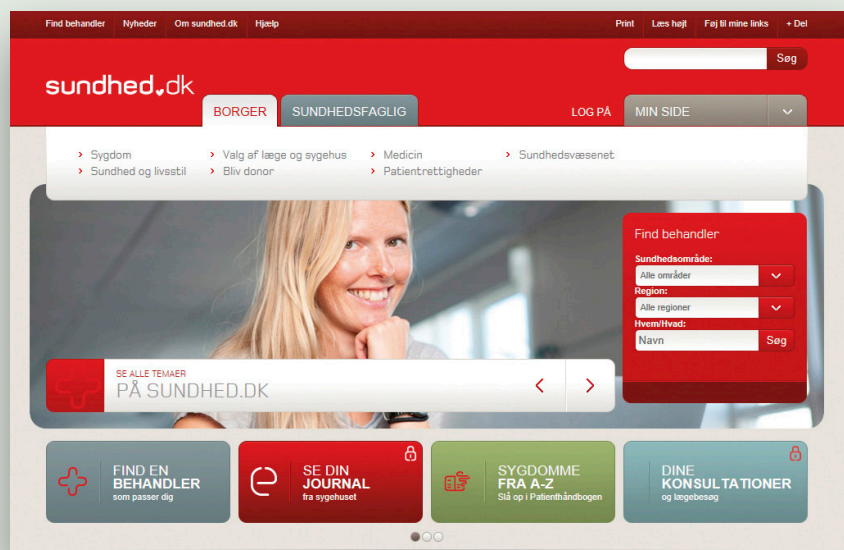 Find behandler Nyheder Om sundhed.dk Hjælp Print Læs højt Føj til mine links + Del
Søg
sundhed.dk
BORGER SUNDHEDSFAGLIG LOG PÅ MIN SIDE
Sygdom Valg af læge og sygehus Medicin Sundhedsvæsenet
Sundhed og livsstil Bliv donor Patientrettigheder
Find behandler
Sundhedsområde:
Alle områder
Region:
Alle regioner
Hvem/Hvad:
Navn Søg
SE ALLE TEMAER
PÅ SUNDHED.DK
FIND EN
BEHANDLER
som passer dig
SE DIN
JOURNAL
fra sygehuset
SYGDOMME
FRA A-Z
Slå op i Patienthåndbogen
DINE
KONSULTATIONER
og lægebesøg